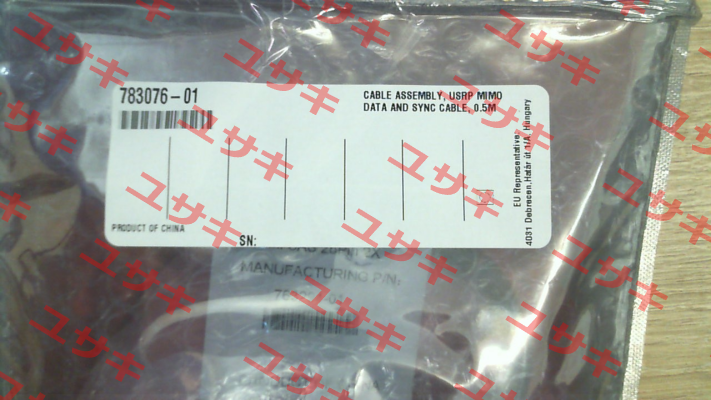 783076-01
CABLE ASSEMBLY, USRP MIMO
DATA AND SYNC CABLE, 0.5M
EU Representative,
4031 Debrecen, Határ út 1/A, Hungary
PRODUCT OF CHINA
SN:
MANUFACTURING P/N:
ユサキ